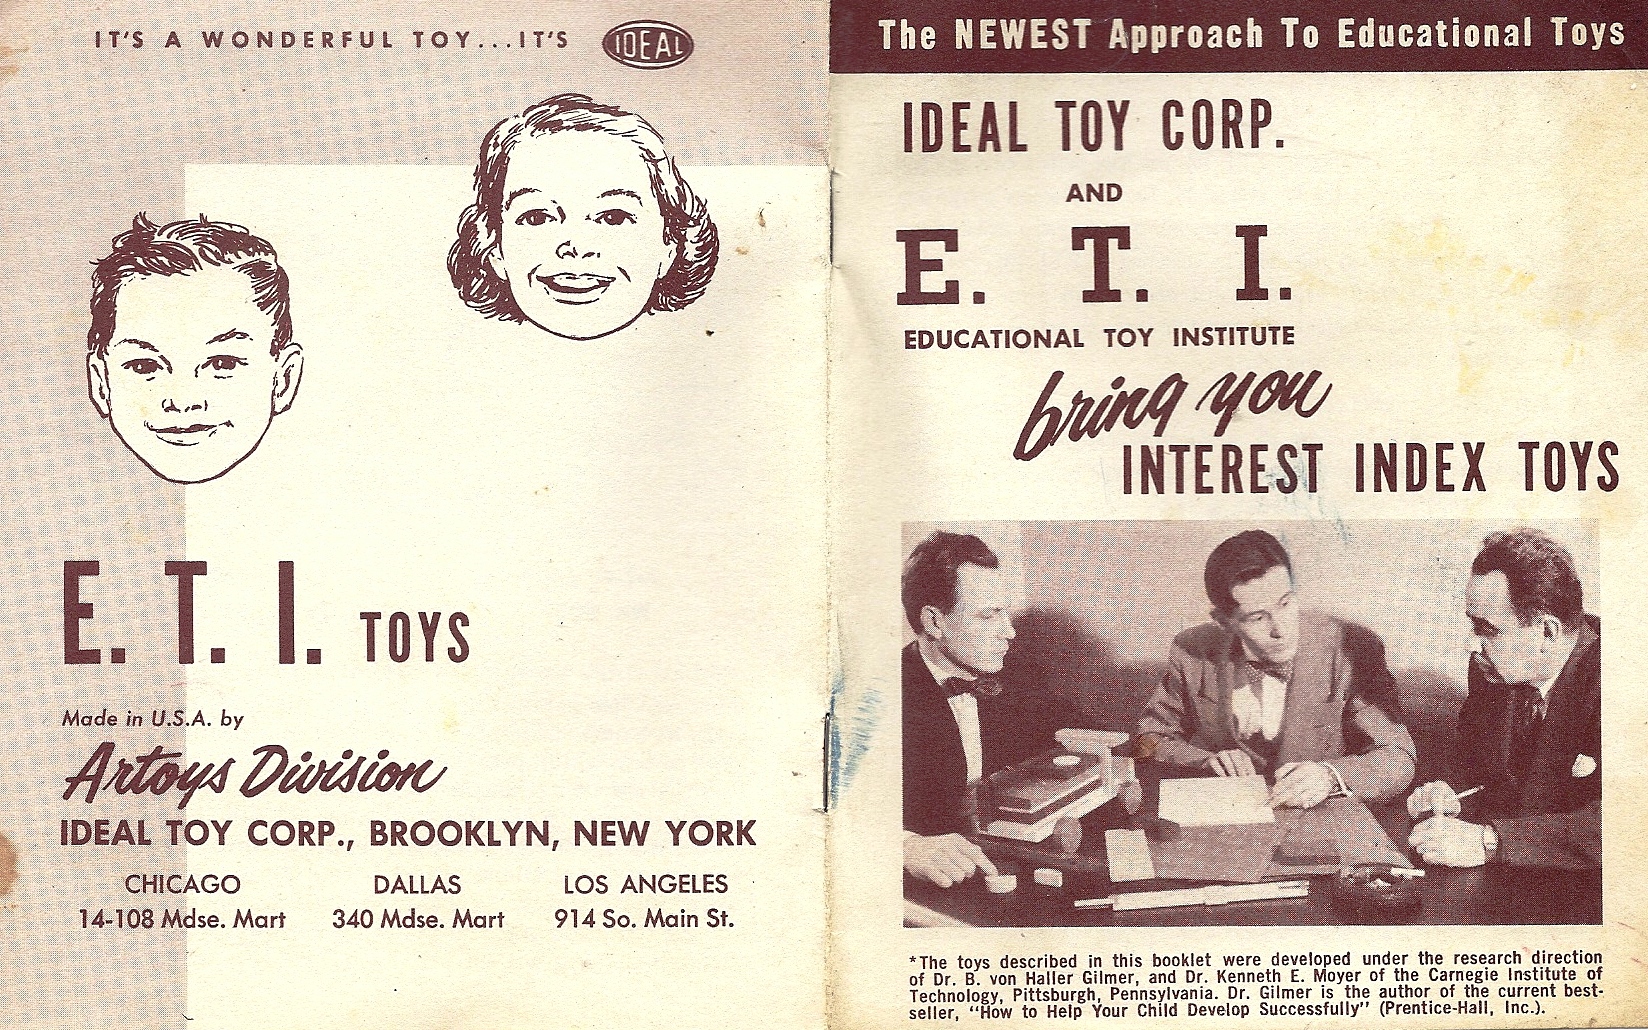 IT'S A WONDERFUL TOY...IT'S IDEAL
E. T. I. TOYS
Made in U.S.A. by
Artoys Division
IDEAL TOY CORP., BROOKLYN, NEW YORK
CHICAGO DALLAS LOS ANGELES
14-108 Mdse. Mart 340 Mdse. Mart 914 So. Main St.
The NEWEST Approach To Educational Toys
IDEAL TOY CORP.
AND
E. T. I.
EDUCATIONAL TOY INSTITUTE
bring you
INTEREST INDEX TOYS
*The toys described in this booklet were developed under the research direction
of Dr. B. von Haller Gilmer, and Dr. Kenneth E. Moyer of the Carnegie Institute of
Technology, Pittsburgh, Pennsylvania. Dr. Gilmer is the author of the current best-
seller, "How to Help Your Child Develop Successfully" (Prentice-Hall, Inc.).